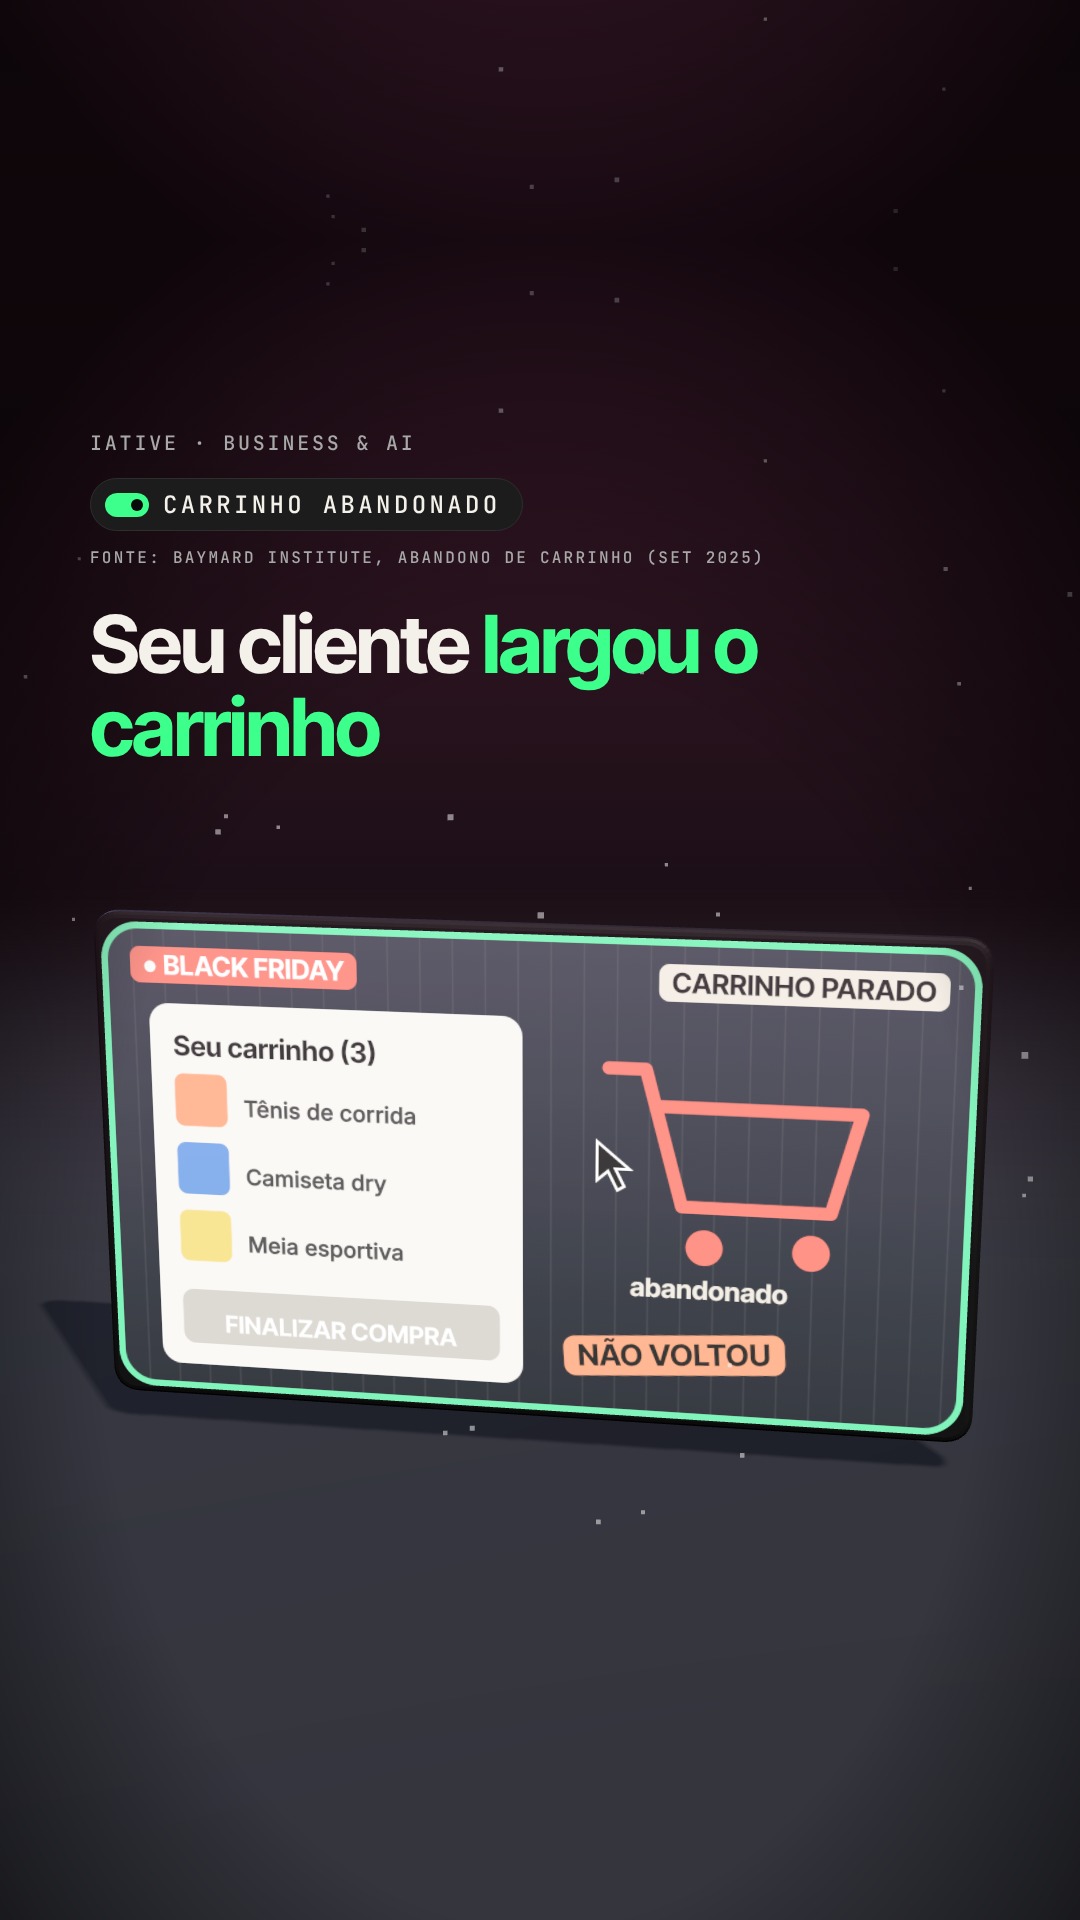 IATIVE · BUSINESS & AI
CARRINHO ABANDONADO
FONTE: BAYMARD INSTITUTE, ABANDONO DE CARRINHO (SET 2025)
Seu cliente largou o
carrinho
BLACK FRIDAY
CARRINHO PARADO
Seu carrinho (3)
Tênis de corrida
Camiseta dry
Meia esportiva
FINALIZAR COMPRA
abandonado
NÃO VOLTOU